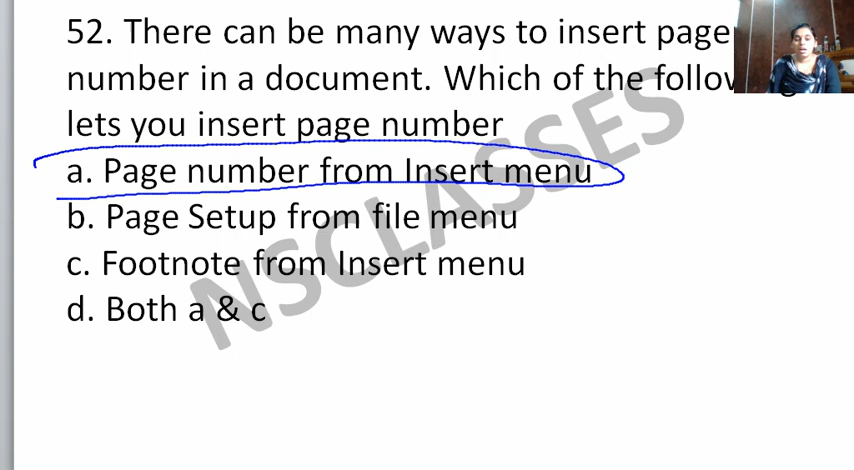 52. There can be many ways to insert page
number in a document. Which of the
lets you insert page number
a. Page number from Insert menu
b. Page Setup from file menu
c. Footnote from Insert menu
d. Both a & c
NSCLASSES